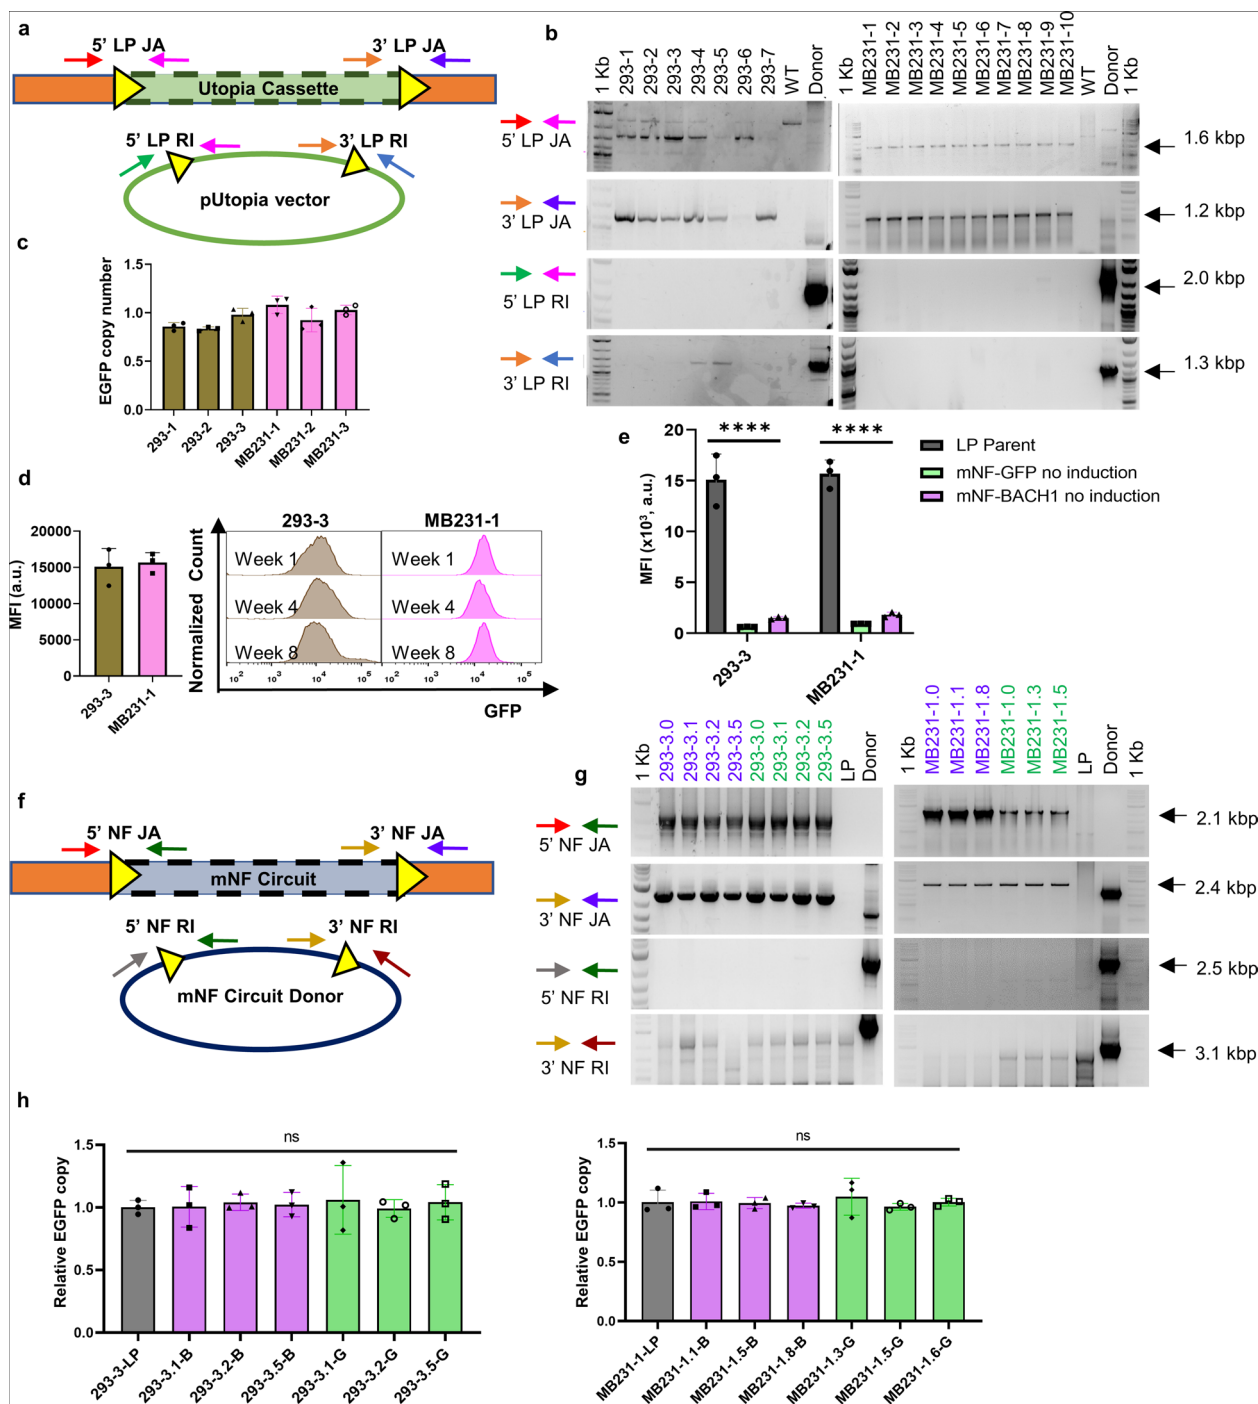 a
5' LP JA
3' LP JA
Utopia Cassette
5' LP RI
3' LP RI
pUtopia vector
b
1 Kb
293-1
293-2
293-3
293-4
293-5
293-6
293-7
WT
Donor
1 Kb
MB231-1
MB231-2
MB231-3
MB231-4
MB231-5
MB231-6
MB231-7
MB231-8
MB231-9
MB231-10
WT
Donor
1 Kb
5' LP JA
1.6 kbp
3' LP JA
1.2 kbp
5' LP RI
2.0 kbp
3' LP RI
1.3 kbp
c
EGFP copy number
1.5
1.0
0.5
0.0
293-1
293-2
293-3
MB231-1
MB231-2
MB231-3
d
MFI (a.u.)
20000
15000
10000
5000
0
293-3
MB231-1
Normalized Count
293-3
MB231-1
Week 1
Week 1
Week 4
Week 4
Week 8
Week 8
10² 10³ 10⁴ 10⁵
10² 10³ 10⁴ 10⁵
GFP
e
MFI (x10³, a.u.)
20
15
10
5
0
****
****
293-3
MB231-1
LP Parent
mNF-GFP no induction
mNF-BACH1 no induction
f
5' NF JA
3' NF JA
mNF Circuit
5' NF RI
3' NF RI
mNF Circuit Donor
g
1 Kb
293-3.0
293-3.1
293-3.2
293-3.5
293-3.0
293-3.1
293-3.2
293-3.5
LP
Donor
1 Kb
MB231-1.0
MB231-1.1
MB231-1.8
MB231-1.0
MB231-1.3
MB231-1.5
LP
Donor
1 Kb
5' NF JA
2.1 kbp
3' NF JA
2.4 kbp
5' NF RI
2.5 kbp
3' NF RI
3.1 kbp
h
Relative EGFP copy
1.5
1.0
0.5
0.0
ns
293-3-LP
293-3.1-B
293-3.2-B
293-3.5-B
293-3.1-G
293-3.2-G
293-3.5-G
Relative EGFP copy
1.5
1.0
0.5
0.0
ns
MB231-1-LP
MB231-1.1-B
MB231-1.5-B
MB231-1.8-B
MB231-1.3-G
MB231-1.5-G
MB231-1.6-G